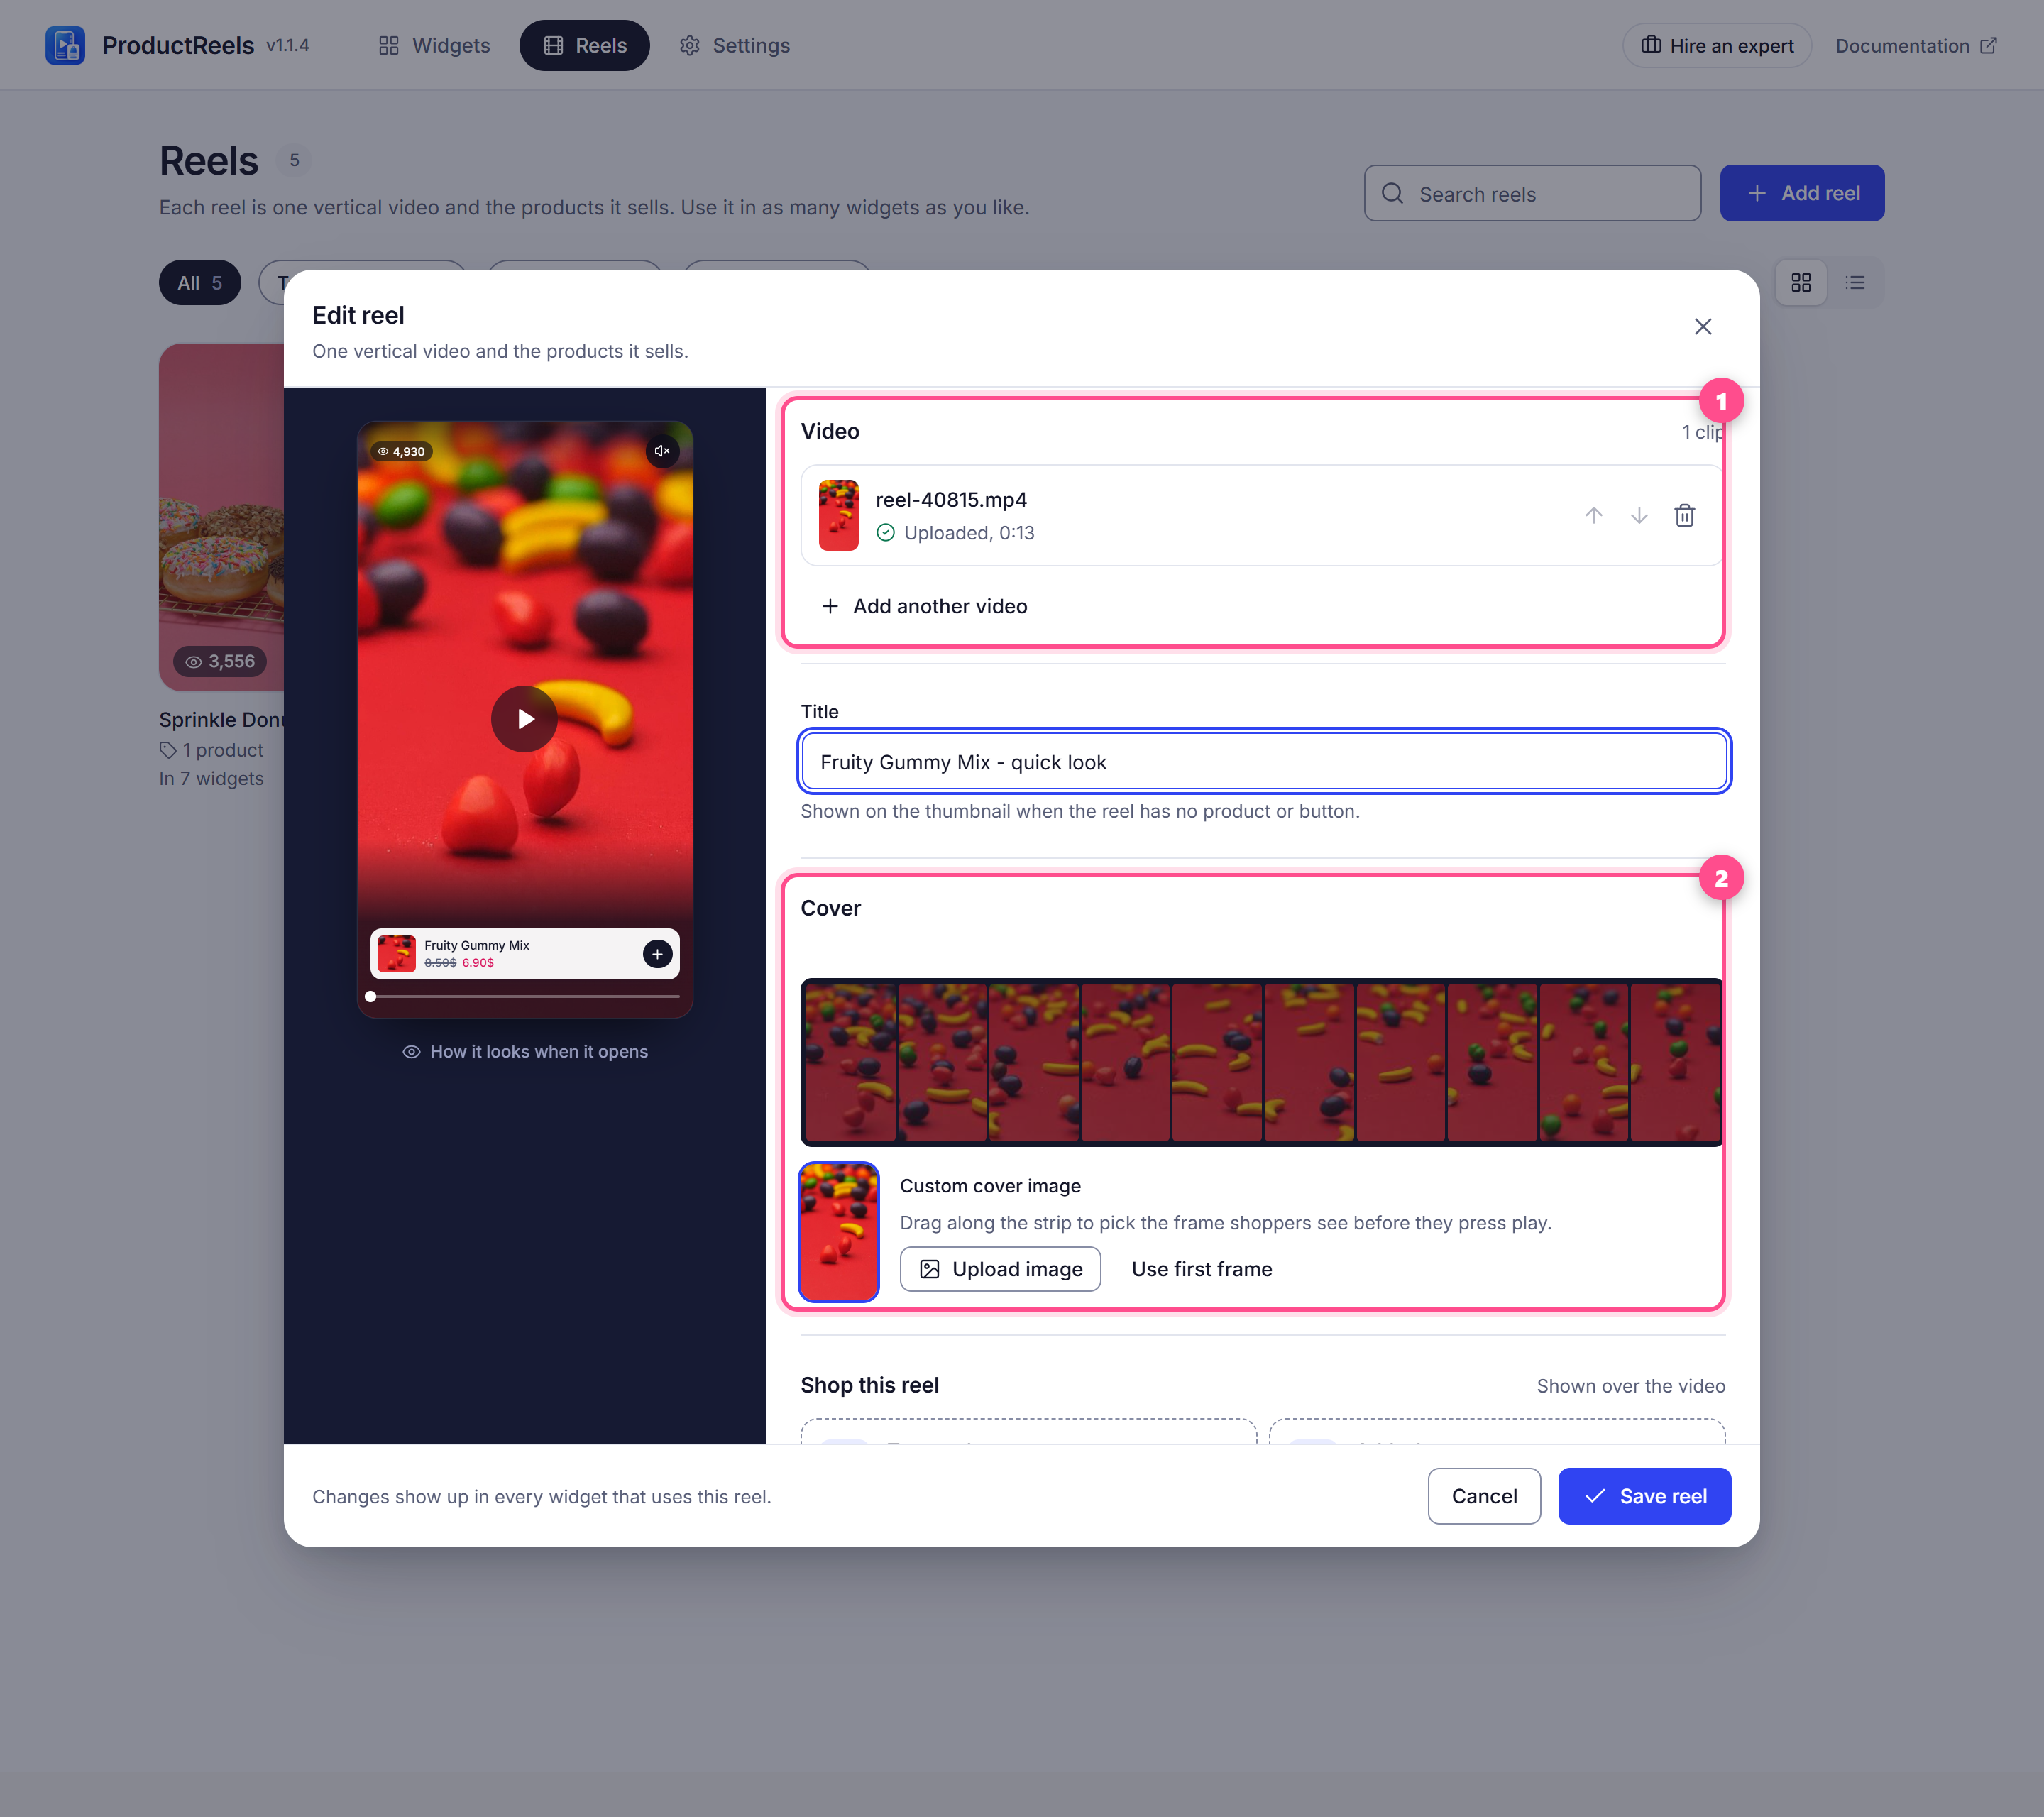 ProductReels v1.1.4
Widgets
Reels
Settings
Hire an expert
Documentation
Reels 5
Each reel is one vertical video and the products it sells. Use it in as many widgets as you like.
Search reels
Add reel
All 5
Edit reel
One vertical video and the products it sells.
3,556
Sprinkle
1 product
In 7 widgets
4,930
Fruity Gummy Mix
8.50$ 6.90$
How it looks when it opens
1
Video
1 clip
reel-40815.mp4
Uploaded, 0:13
Add another video
Title
Fruity Gummy Mix - quick look
Shown on the thumbnail when the reel has no product or button.
2
Cover
Custom cover image
Drag along the strip to pick the frame shoppers see before they press play.
Upload image
Use first frame
Shop this reel
Shown over the video
Changes show up in every widget that uses this reel.
Cancel
Save reel